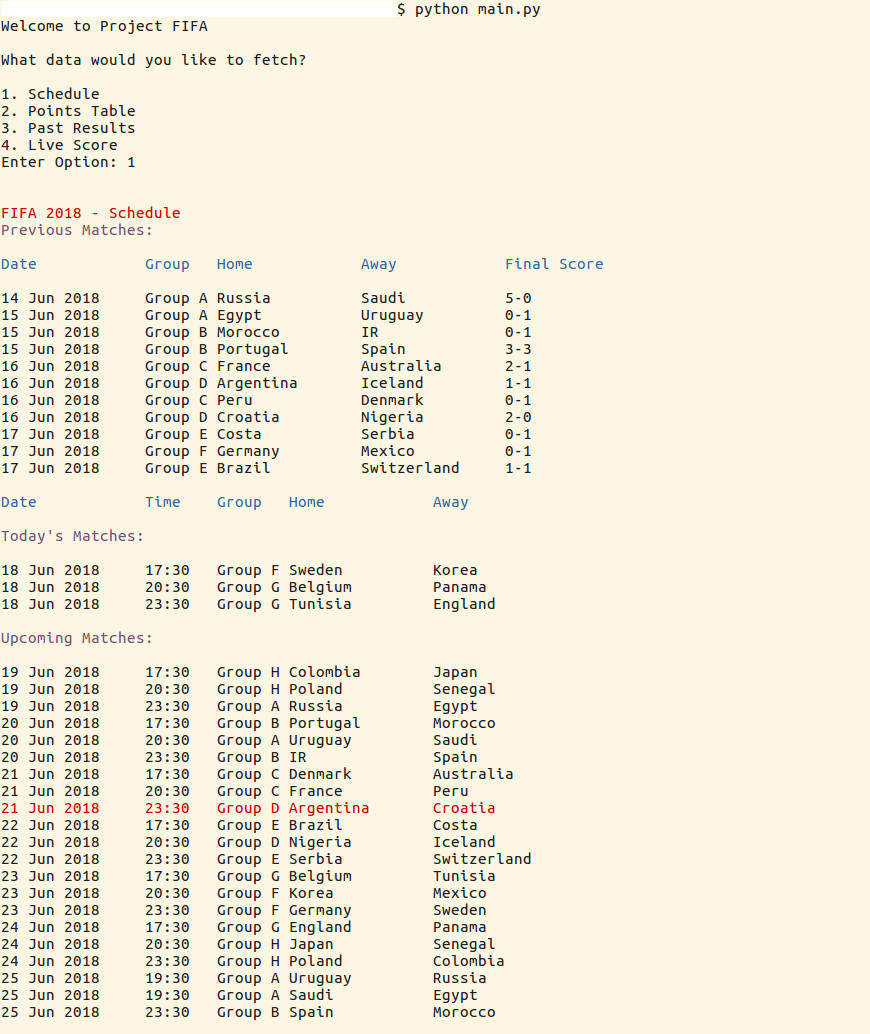 $ python main.py
Welcome to Project FIFA
What data would you like to fetch?
1. Schedule
2. Points Table
3. Past Results
4. Live Score
Enter Option: 1
FIFA 2018 - Schedule
Previous Matches:
Date Group Home Away Final Score
14 Jun 2018 Group A Russia Saudi 5-0
15 Jun 2018 Group A Egypt Uruguay 0-1
15 Jun 2018 Group B Morocco IR 0-1
15 Jun 2018 Group B Portugal Spain 3-3
16 Jun 2018 Group C France Australia 2-1
16 Jun 2018 Group D Argentina Iceland 1-1
16 Jun 2018 Group C Peru Denmark 0-1
16 Jun 2018 Group D Croatia Nigeria 2-0
17 Jun 2018 Group E Costa Serbia 0-1
17 Jun 2018 Group F Germany Mexico 0-1
17 Jun 2018 Group E Brazil Switzerland 1-1
Date Time Group Home Away
Today's Matches:
18 Jun 2018 17:30 Group F Sweden Korea
18 Jun 2018 20:30 Group G Belgium Panama
18 Jun 2018 23:30 Group G Tunisia England
Upcoming Matches:
19 Jun 2018 17:30 Group H Colombia Japan
19 Jun 2018 20:30 Group H Poland Senegal
19 Jun 2018 23:30 Group A Russia Egypt
20 Jun 2018 17:30 Group B Portugal Morocco
20 Jun 2018 20:30 Group A Uruguay Saudi
20 Jun 2018 23:30 Group B IR Spain
21 Jun 2018 17:30 Group C Denmark Australia
21 Jun 2018 20:30 Group C France Peru
21 Jun 2018 23:30 Group D Argentina Croatia
22 Jun 2018 17:30 Group E Brazil Costa
22 Jun 2018 20:30 Group D Nigeria Iceland
22 Jun 2018 23:30 Group E Serbia Switzerland
23 Jun 2018 17:30 Group G Belgium Tunisia
23 Jun 2018 20:30 Group F Korea Mexico
23 Jun 2018 23:30 Group F Germany Sweden
24 Jun 2018 17:30 Group G England Panama
24 Jun 2018 20:30 Group H Japan Senegal
24 Jun 2018 23:30 Group H Poland Colombia
25 Jun 2018 19:30 Group A Uruguay Russia
25 Jun 2018 19:30 Group A Saudi Egypt
25 Jun 2018 23:30 Group B Spain Morocco